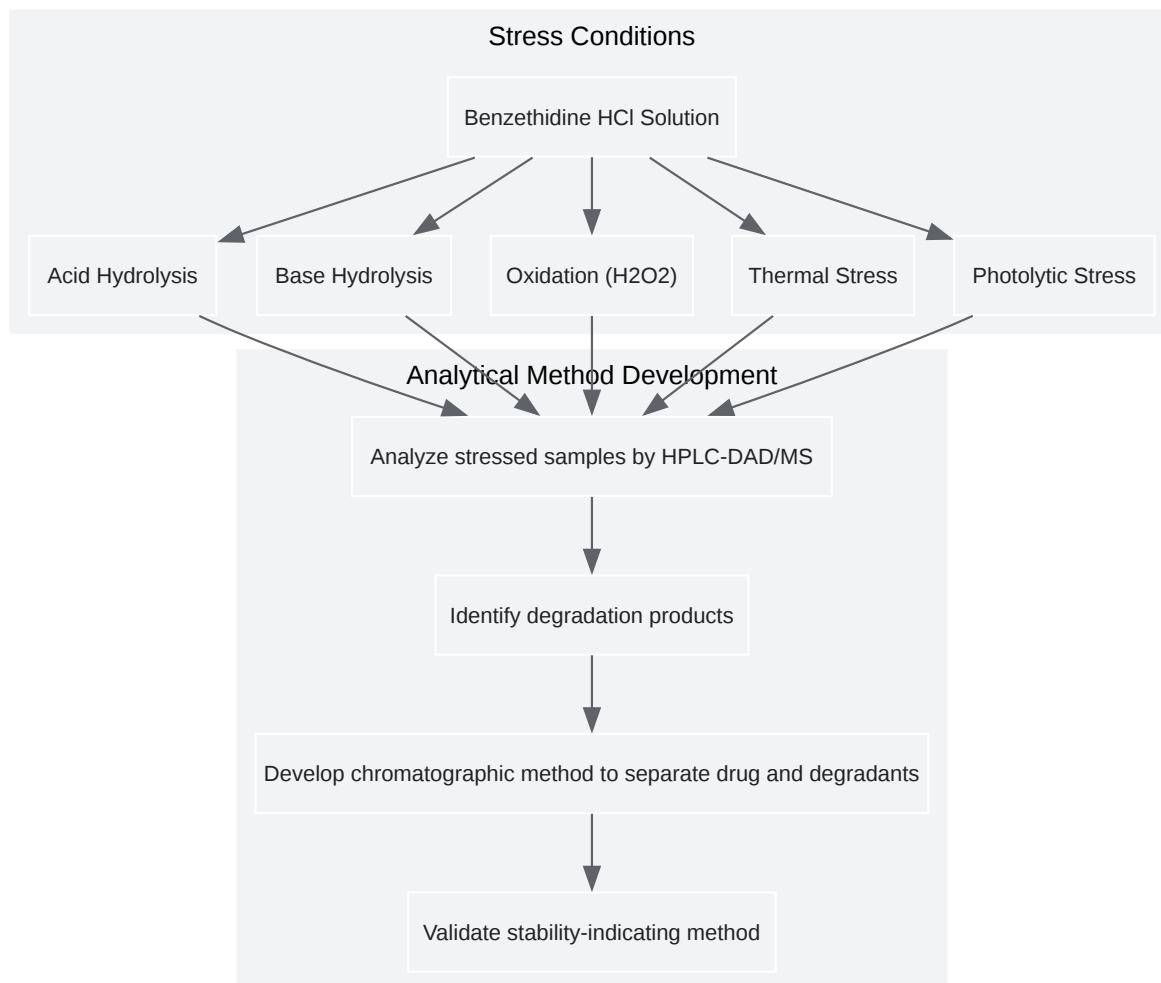 Stress Conditions
Benzethidine HCl Solution
Acid Hydrolysis
Base Hydrolysis
Oxidation (H2O2)
Thermal Stress
Photolytic Stress
Analytical Method Development
Analyze stressed samples by HPLC-DAD/MS
Identify degradation products
Develop chromatographic method to separate drug and degradants
Validate stability-indicating method